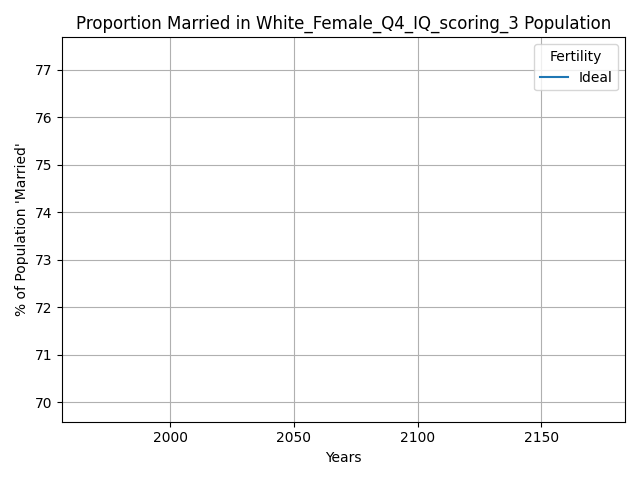 Proportion Married in White_Female_Q4_IQ_scoring_3 Population
Fertility
Ideal
% of Population 'Married'
77
76
75
74
73
72
71
70
2000
2050
2100
2150
Years